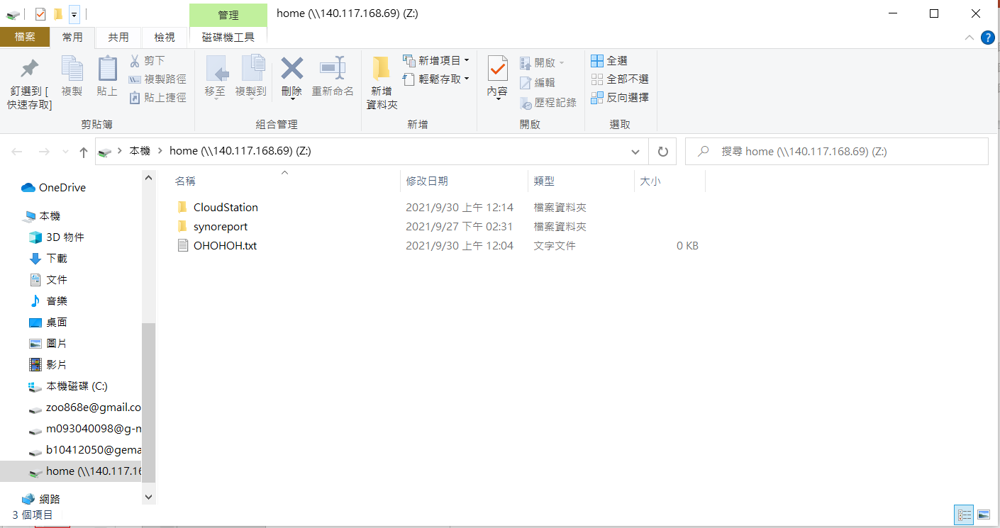 管理
home (\\140.117.168.69) (Z:)
檔案
常用
共用
檢視
磁碟機工具
釘選到 [
快速存取]
複製
貼上
剪下
複製路徑
貼上捷徑
剪貼簿
移至
複製到
刪除
重新命名
組合管理
新增
資料夾
新增項目
輕鬆存取
新增
內容
開啟
編輯
歷程記錄
開啟
全選
全部不選
反向選擇
選取
本機
home (\\140.117.168.69) (Z:)
搜尋 home (\\140.117.168.69) (Z:)
OneDrive
本機
3D 物件
下載
文件
音樂
桌面
圖片
影片
本機磁碟 (C:)
zoo868e@gmail.co
m093040098@g-m
b10412050@gema
home (\\140.117.16
網路
名稱 修改日期 類型 大小
CloudStation 2021/9/30 上午 12:14 檔案資料夾
synoreport 2021/9/27 下午 02:31 檔案資料夾
OHOHOH.txt 2021/9/30 上午 12:04 文字文件 0 KB
3 個項目